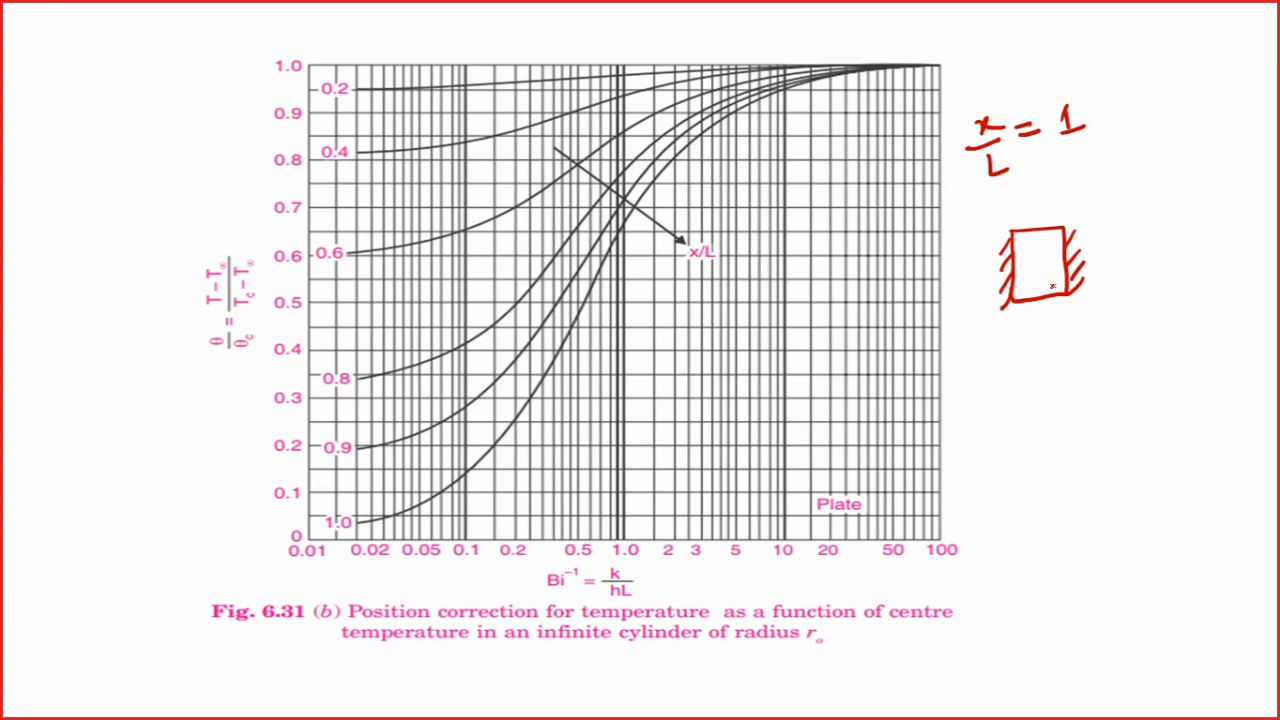 1.0
0.2
0.9
0.4
0.8
0.7
0.6
0.6
x/L
0.5
0.4
0.8
0.3
0.2
0.9
0.1
Plate
1.0
0
0.01 0.02 0.05 0.1 0.2 0.5 1.0 2 3 5 10 20 50 100
θ/θc = T – T∞ / Tc – T∞
Bi⁻¹ = k/hL
Fig. 6.31 (b) Position correction for temperature as a function of centre
temperature in an infinite cylinder of radius rₒ
x/L = 1